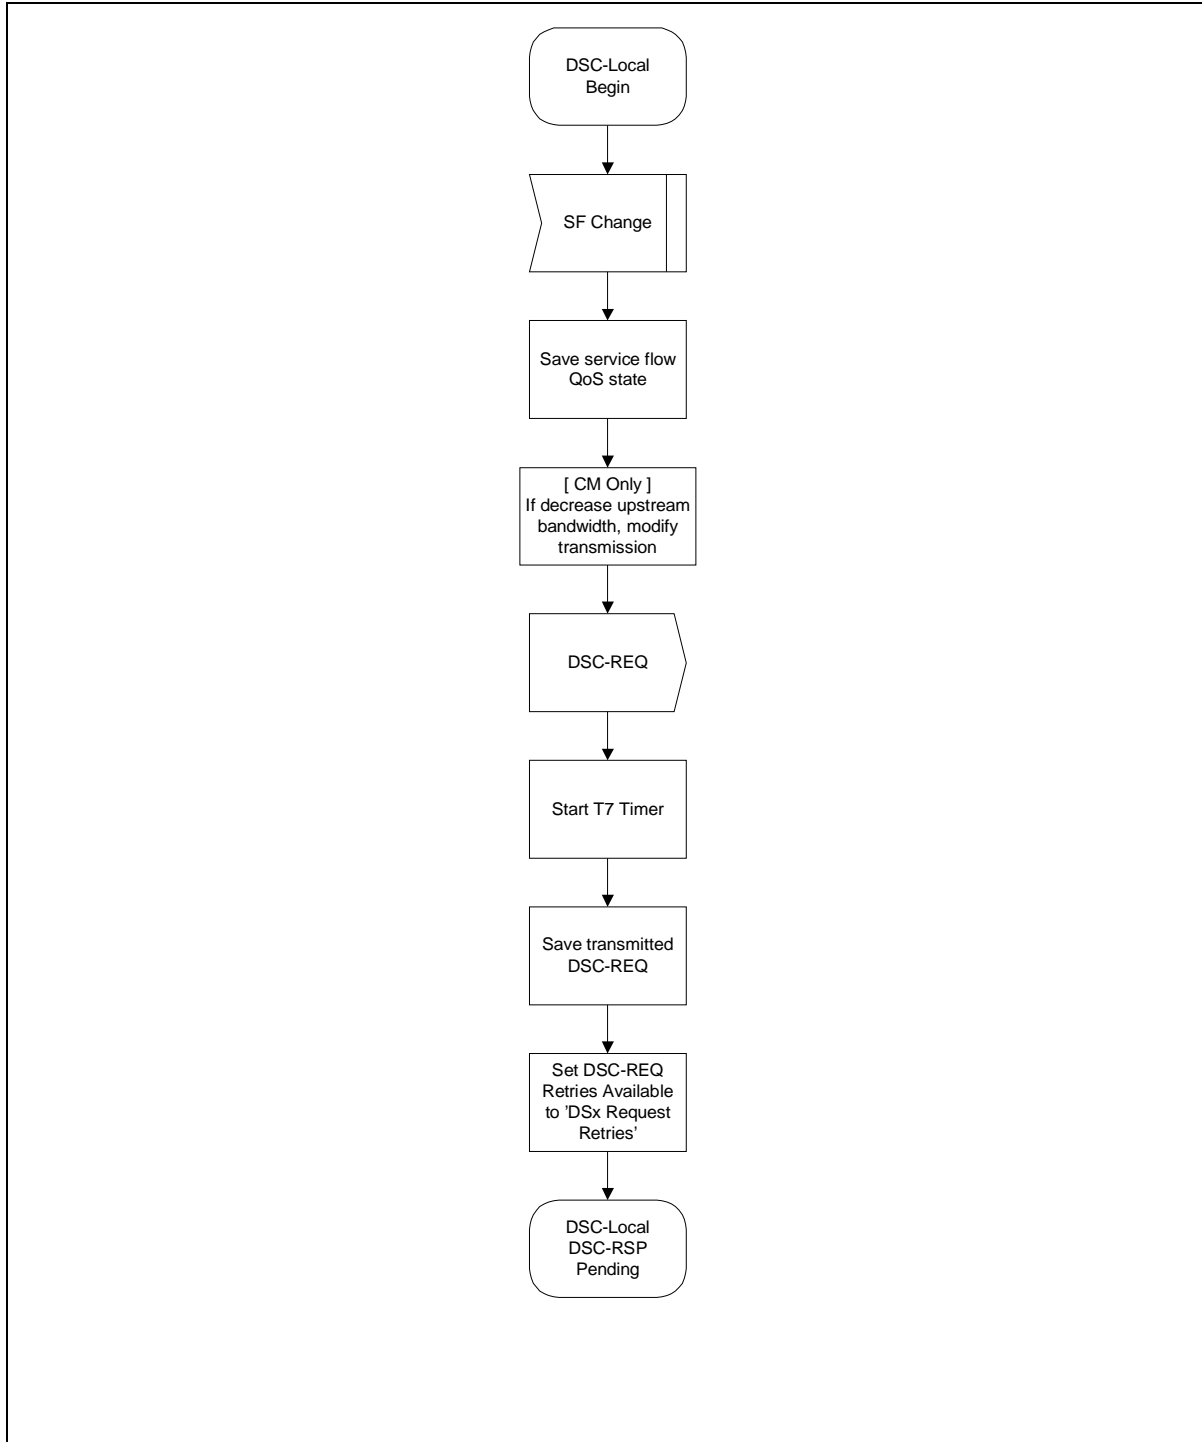 DSC-Local
Begin
SF Change
Save service flow
QoS state
[ CM Only ]
If decrease upstream
bandwidth, modify
transmission
DSC-REQ
Start T7 Timer
Save transmitted
DSC-REQ
Set DSC-REQ
Retries Available
to ’DSx Request
Retries’
DSC-Local
DSC-RSP
Pending